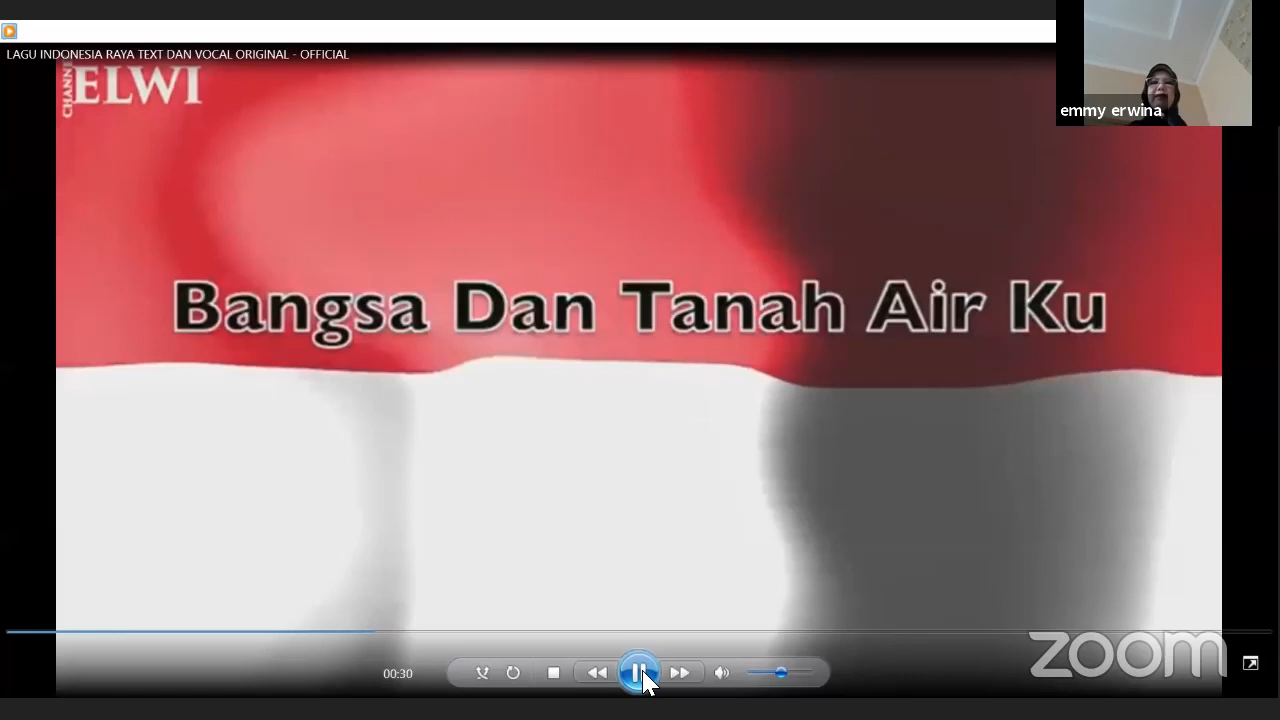 LAGU INDONESIA RAYA TEXT DAN VOCAL ORIGINAL - OFFICIAL
CHANNEL
ELWI
emmy erwina
Bangsa Dan Tanah Air Ku
00:30
zoom